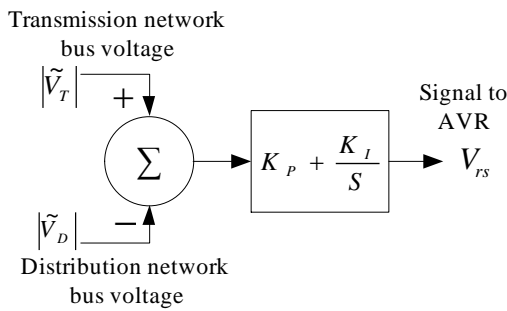 Transmission network
bus voltage
|Ṽ_T|
+
Σ
−
|Ṽ_D|
Distribution network
bus voltage
K_P + K_I / S
Signal to
AVR
V_rs